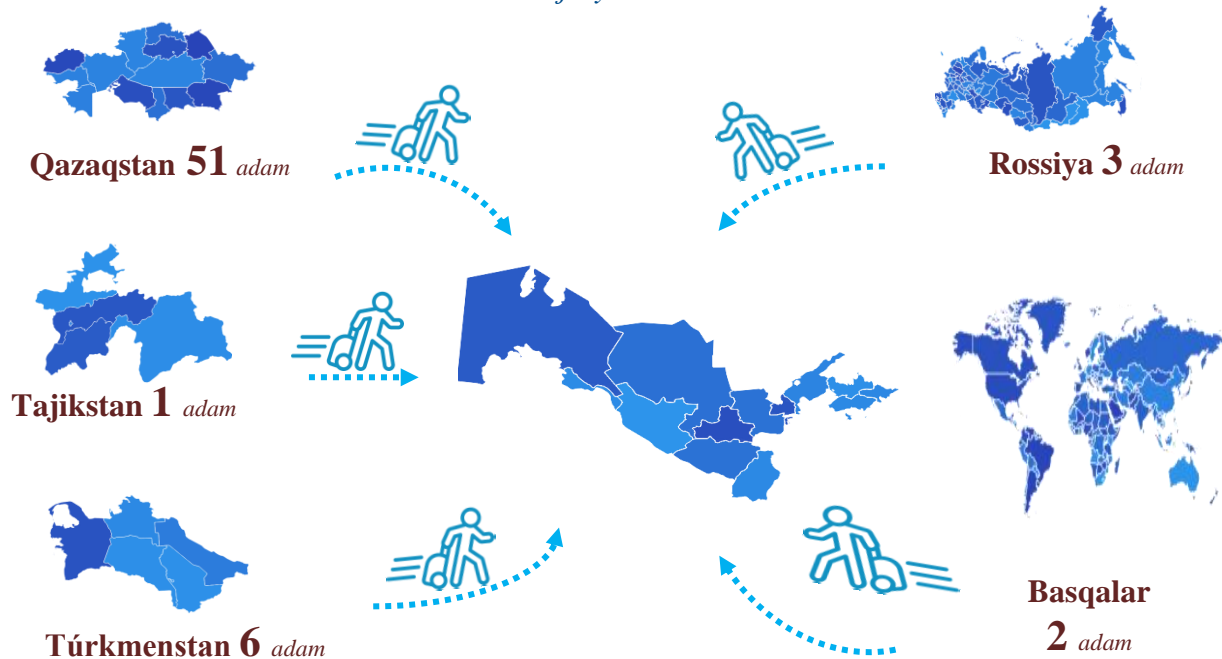 Qazaqstan 51 adam
Rossiya 3 adam
Tajikstan 1 adam
Túrkmenstan 6 adam
Basqalar
2 adam